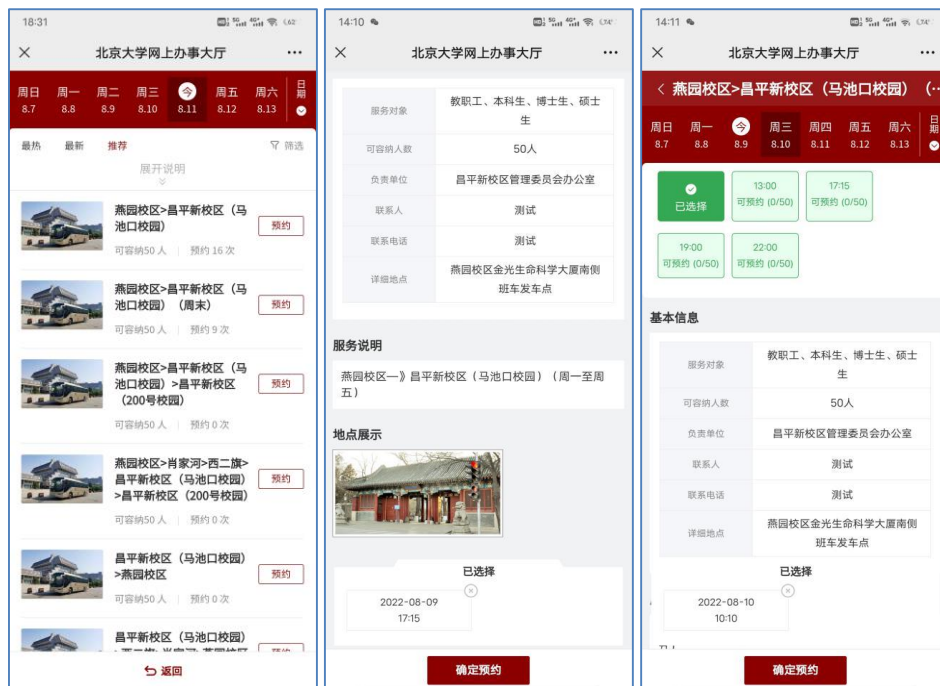 18:31
5G 4G+ 62
北京大学网上办事大厅
周日 周一 周二 周三 今 周五 周六 日期
8.7 8.8 8.9 8.10 8.11 8.12 8.13
最热 最新 推荐 筛选
展开说明
燕园校区>昌平新校区（马
池口校园）
预约
可容纳50 人 | 预约 16 次
燕园校区>昌平新校区（马
池口校园）（周末）
预约
可容纳50 人 | 预约 9 次
燕园校区>昌平新校区（马
池口校园）>昌平新校区
（200号校园）
预约
可容纳50 人 | 预约 0 次
燕园校区>肖家河>西二旗>
昌平新校区（马池口校园）
>昌平新校区（200号校园）
预约
可容纳50 人 | 预约 0 次
昌平新校区（马池口校园）
>燕园校区
预约
可容纳50 人 | 预约 0 次
昌平新校区（马池口校园）
>西二旗>肖家河>燕园校区
预约
返回
14:10
5G 4G+ 74
北京大学网上办事大厅
服务对象 教职工、本科生、博士生、硕士
生
可容纳人数 50人
负责单位 昌平新校区管理委员会办公室
联系人 测试
联系电话 测试
详细地点 燕园校区金光生命科学大厦南侧
班车发车点
服务说明
燕园校区—》昌平新校区（马池口校园）（周一至周
五）
地点展示
已选择
2022-08-09
17:15
确定预约
14:11
5G 4G+ 74
北京大学网上办事大厅
燕园校区>昌平新校区（马池口校园）（…
周日 周一 今 周三 周四 周五 周六 日期
8.7 8.8 8.9 8.10 8.11 8.12 8.13
已选择
13:00
可预约 (0/50)
17:15
可预约 (0/50)
19:00
可预约 (0/50)
22:00
可预约 (0/50)
基本信息
服务对象 教职工、本科生、博士生、硕士
生
可容纳人数 50人
负责单位 昌平新校区管理委员会办公室
联系人 测试
联系电话 测试
详细地点 燕园校区金光生命科学大厦南侧
班车发车点
已选择
2022-08-10
10:10
确定预约